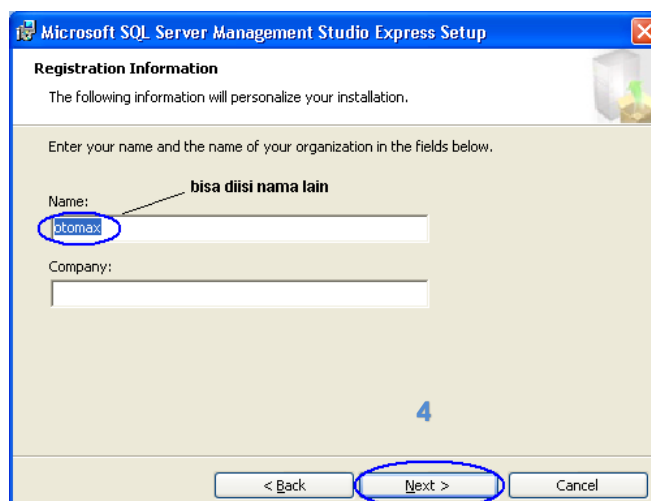 Microsoft SQL Server Management Studio Express Setup
Registration Information
The following information will personalize your installation.
Enter your name and the name of your organization in the fields below.
bisa diisi nama lain
Name:
otomax
Company:
4
< Back
Next >
Cancel